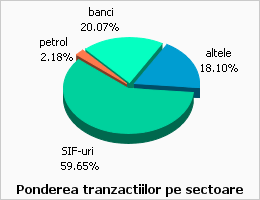 banci
20.07%
petrol
2.18%
altele
18.10%
SIF-uri
59.65%
Ponderea tranzactiilor pe sectoare